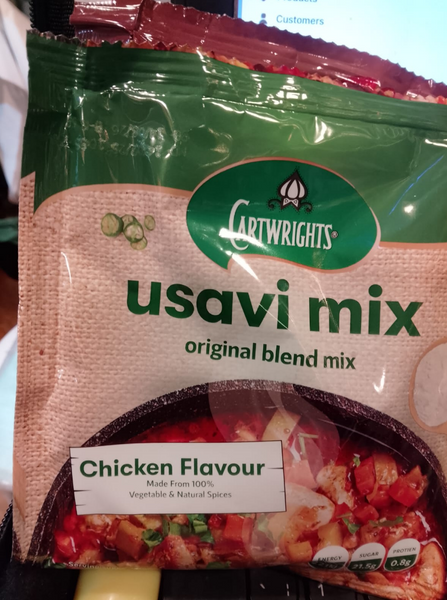 Customers
CARTWRIGHTS®
usavi mix
original blend mix
Chicken Flavour
Made From 100%
Vegetable & Natural Spices
ENERGY
SUGAR
21.5g
PROTIEN
0.8g